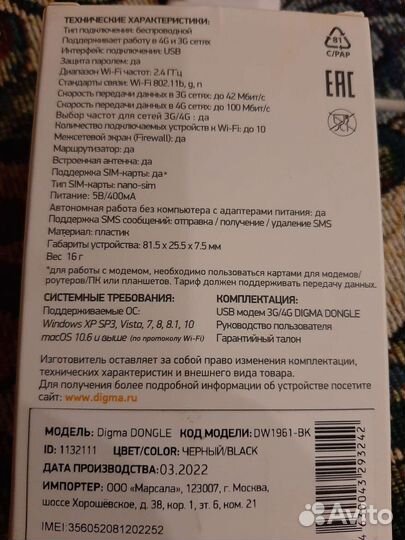 ТЕХНИЧЕСКИЕ ХАРАКТЕРИСТИКИ:
Тип подключения: беспроводной
Поддерживает работу в 4G и 3G сетях
Интерфейс подключения: USB
Защита паролем: да
Диапазон Wi-Fi частот: 2.4 ГГц
Стандарты связи: Wi-Fi 802.11b, g, n
Скорость передачи данных в 3G сетях: до 42 Мбит/с
Скорость передачи данных в 4G сетях: до 100 Мбит/с
Выбор частот для сетей 3G/4G : да
Количество подключаемых устройств к Wi-Fi: до 10
Межсетевой экран (Firewall): да
Маршрутизатор: да
Встроенная антенна: да
Поддержка SIM-карты: да*
Тип SIM-карты: nano-sim
Питание: 5В/400мА
Автономная работа без компьютера с адаптерами питания: да
Поддержка SMS сообщений: отправка / получение / удаление SMS
Материал: пластик
Габариты устройства: 81.5 x 25.5 x 7.5 мм
Вес: 16 г
*для работы с модемом, необходимо пользоваться картами для модемов/
роутеров/ПК или планшетов. Тариф должен поддерживать передачу данных.
СИСТЕМНЫЕ ТРЕБОВАНИЯ:
Поддерживаемые ОС:
Windows XP SP3, Vista, 7, 8, 8.1, 10
macOS 10.6 и выше (по протоколу Wi-Fi)
КОМПЛЕКТАЦИЯ:
USB модем 3G/4G DIGMA DONGLE
Руководство пользователя
Гарантийный талон
Изготовитель оставляет за собой право изменения комплектации,
технических характеристик и внешнего вида товара.
Для получения более подробной информации об устройстве посетите
сайт: www.digma.ru
81
C/PAP
EAC
МОДЕЛЬ: Digma DONGLE КОД МОДЕЛИ: DW1961-BK
ID: 1132111 ЦВЕТ/COLOR: ЧЕРНЫЙ/BLACK
ДАТА ПРОИЗВОДСТВА: 03.2022
ИМПОРТЕР: ООО «Марсала», 123007, г. Москва,
шоссе Хорошёвское, д. 38, кор. 1, эт. 6, ком. 21
IMEI:356052081202252
4630043293242
Avito